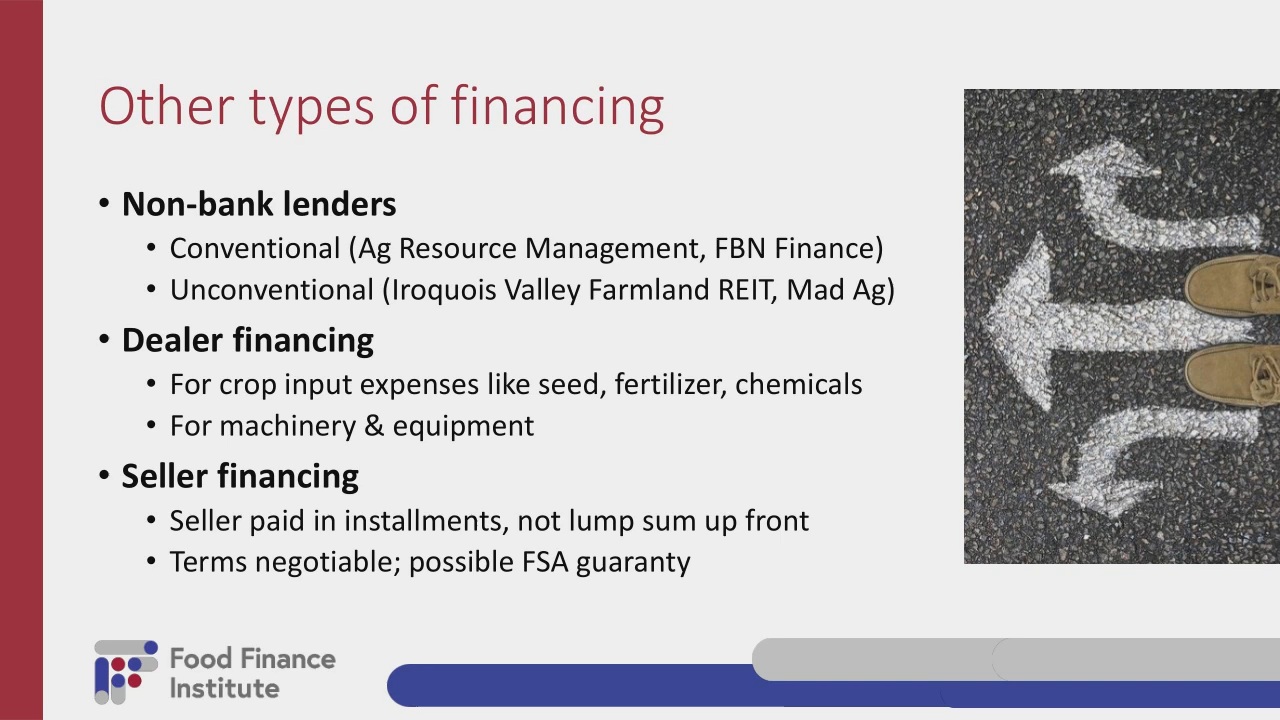 Other types of financing
• Non-bank lenders
• Conventional (Ag Resource Management, FBN Finance)
• Unconventional (Iroquois Valley Farmland REIT, Mad Ag)
• Dealer financing
• For crop input expenses like seed, fertilizer, chemicals
• For machinery & equipment
• Seller financing
• Seller paid in installments, not lump sum up front
• Terms negotiable; possible FSA guaranty
Food Finance
Institute